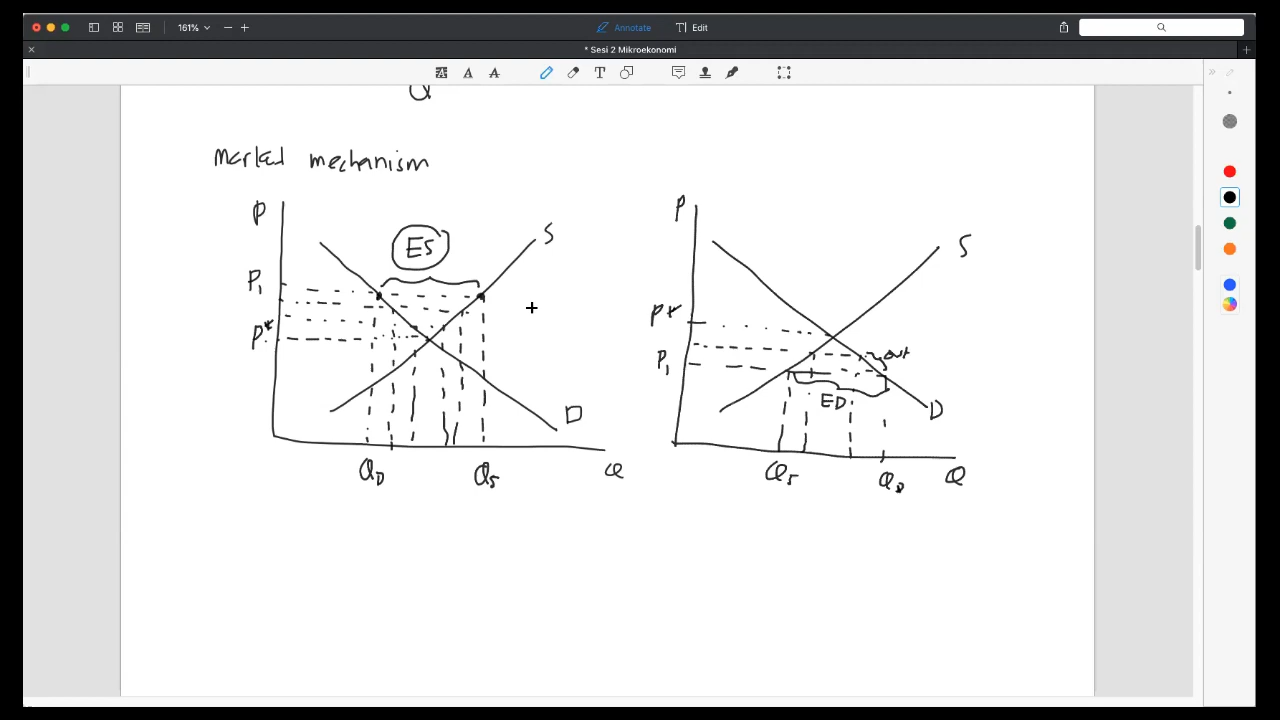 161%
Annotate
Edit
* Sesi 2 Mikroekonomi
A A T
Q
Market mechanism
P
ES
S
P1
P*
D
QD
QS
Q
P
S
P*
P1
ED
D
QS
QD
Q